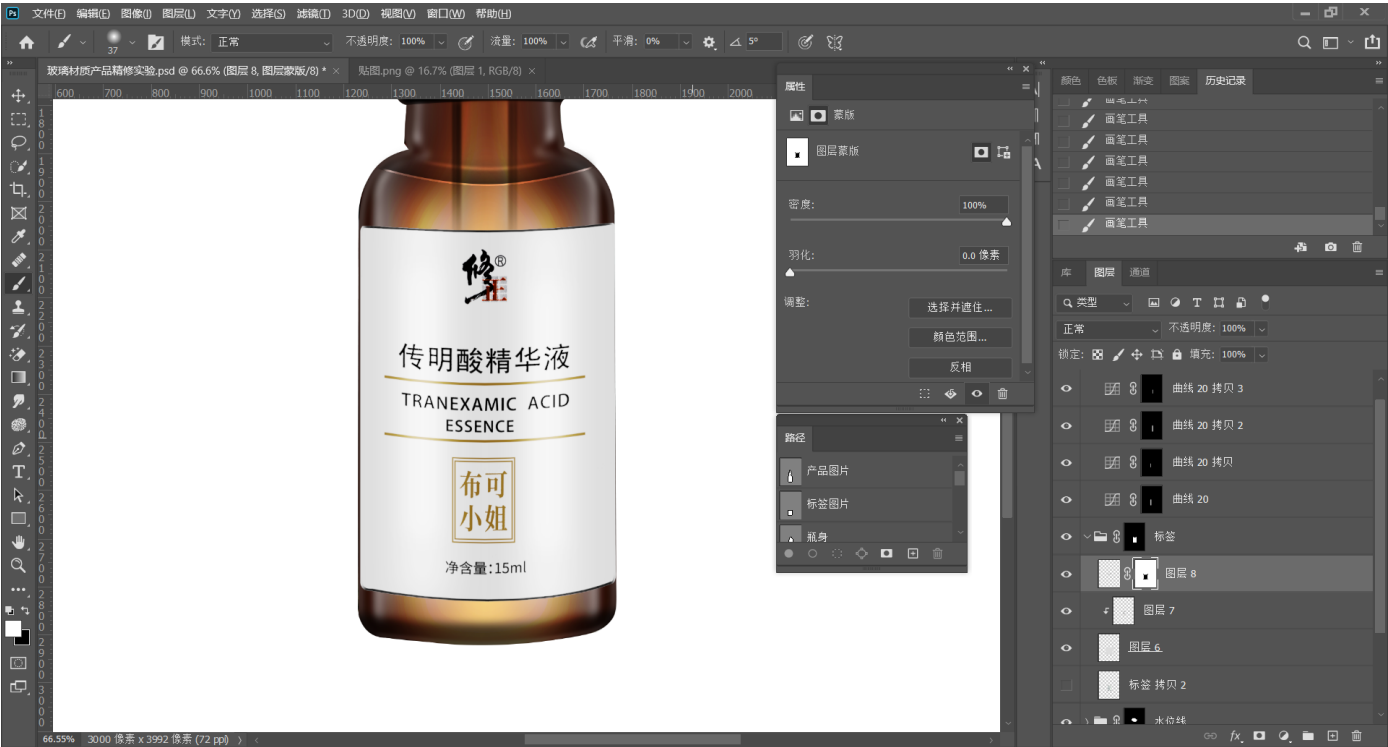 Ps 文件(F) 编辑(E) 图像(I) 图层(L) 文字(Y) 选择(S) 滤镜(T) 3D(D) 视图(V) 窗口(W) 帮助(H)
37 模式: 正常 不透明度: 100% 流量: 100% 平滑: 0% 5°
玻璃材质产品精修实验.psd @ 66.6% (图层 8, 图层蒙版/8) * × 贴图.png @ 16.7% (图层 1, RGB/8) ×
600 700 800 900 1000 1100 1200 1300 1400 1500 1600 1700 1800 1900 2000
修正®
传明酸精华液
TRANEXAMIC ACID
ESSENCE
布可
小姐
净含量:15ml
66.55% 3000 像素 x 3992 像素 (72 ppi)
属性
蒙版
图层蒙版
密度: 100%
羽化: 0.0 像素
调整: 选择并遮住...
颜色范围...
反相
路径
产品图片
标签图片
瓶身
颜色 色板 渐变 图案 历史记录
画笔工具
画笔工具
画笔工具
画笔工具
画笔工具
画笔工具
画笔工具
库 图层 通道
类型
正常 不透明度: 100%
锁定: 填充: 100%
曲线 20 拷贝 3
曲线 20 拷贝 2
曲线 20 拷贝
曲线 20
标签
图层 8
图层 7
图层 6
标签 拷贝 2
水位线
fx